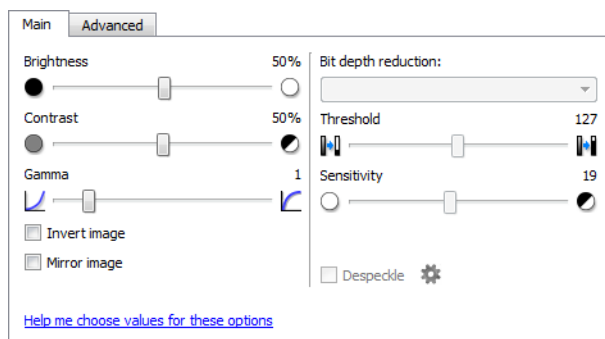 Main Advanced
Brightness 50%
Contrast 50%
Gamma 1
Invert image
Mirror image
Bit depth reduction:
Threshold 127
Sensitivity 19
Despeckle
Help me choose values for these options